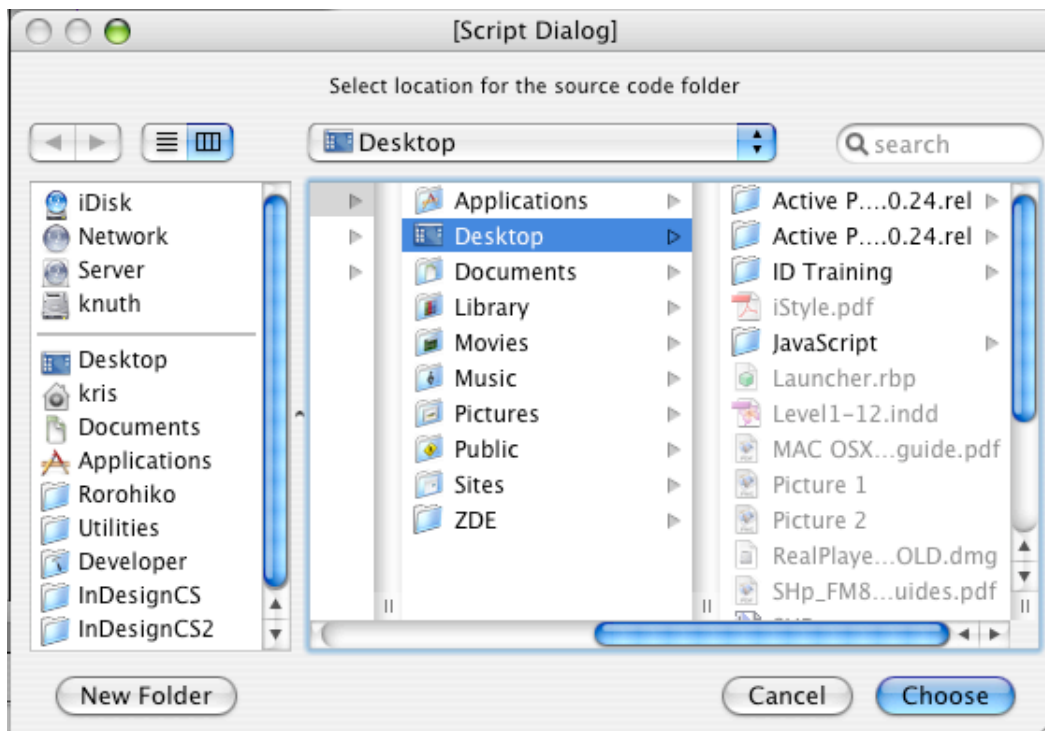 [Script Dialog]
Select location for the source code folder
Desktop
search
iDisk
Network
Server
knuth
Desktop
kris
Documents
Applications
Rorohiko
Utilities
Developer
InDesignCS
InDesignCS2
Applications
Desktop
Documents
Library
Movies
Music
Pictures
Public
Sites
ZDE
Active P....0.24.rel
Active P....0.24.rel
ID Training
iStyle.pdf
JavaScript
Launcher.rbp
Level1-12.indd
MAC OSX...guide.pdf
Picture 1
Picture 2
RealPlaye...OLD.dmg
SHp_FM8...uides.pdf
New Folder
Cancel
Choose